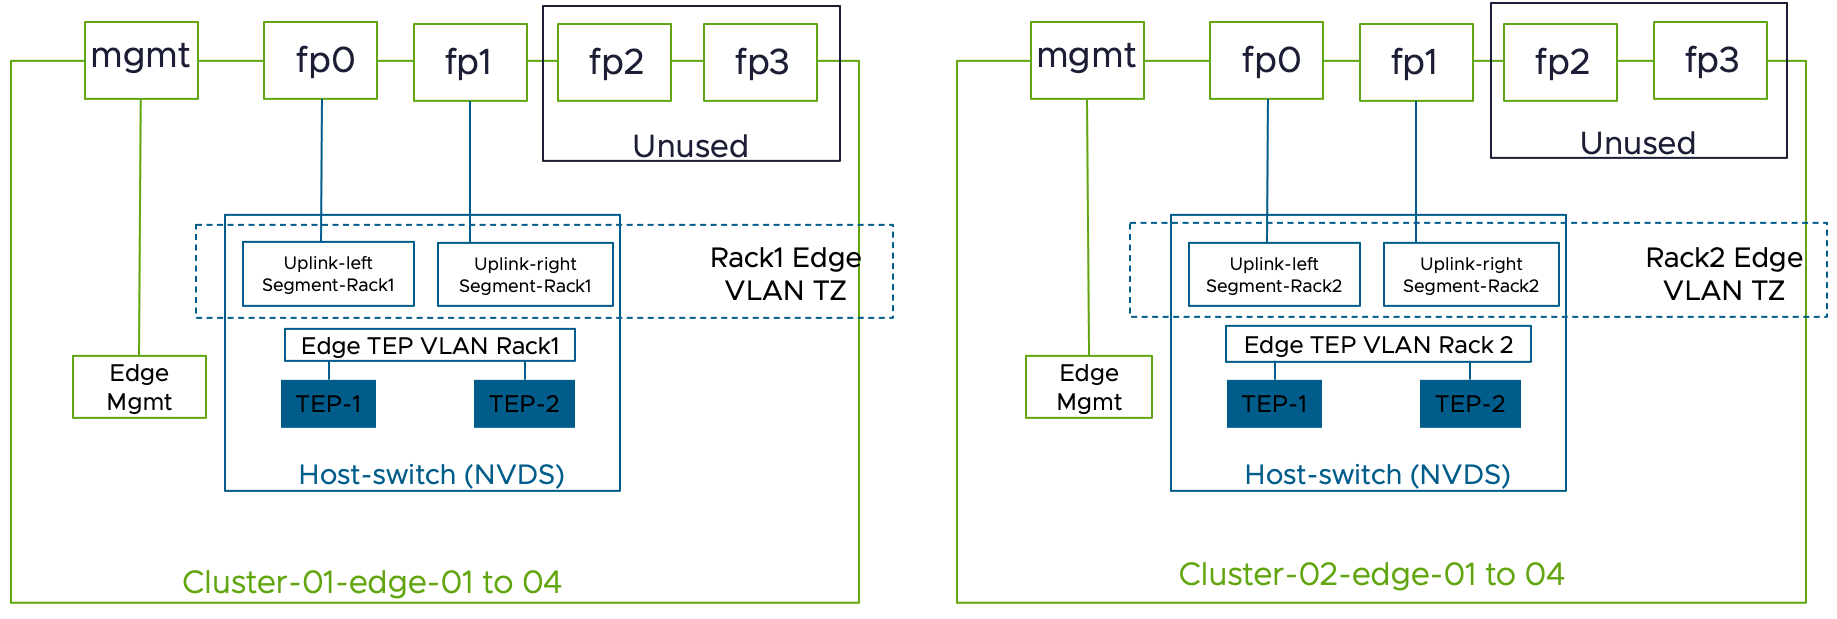 mgmt
fp0
fp1
fp2
fp3
Unused
Uplink-left
Segment-Rack1
Uplink-right
Segment-Rack1
Rack1 Edge
VLAN TZ
Edge TEP VLAN Rack1
Edge
Mgmt
TEP-1
TEP-2
Host-switch (NVDS)
Cluster-01-edge-01 to 04
mgmt
fp0
fp1
fp2
fp3
Unused
Uplink-left
Segment-Rack2
Uplink-right
Segment-Rack2
Rack2 Edge
VLAN TZ
Edge TEP VLAN Rack 2
Edge
Mgmt
TEP-1
TEP-2
Host-switch (NVDS)
Cluster-02-edge-01 to 04